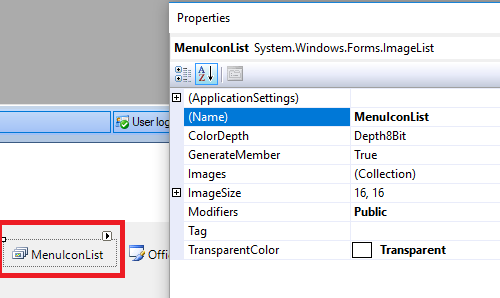 Properties
MenuIconList System.Windows.Forms.ImageList
(ApplicationSettings)
(Name) MenuIconList
ColorDepth Depth8Bit
GenerateMember True
Images (Collection)
ImageSize 16, 16
Modifiers Public
Tag
TransparentColor Transparent
User log
MenuIconList
Offi